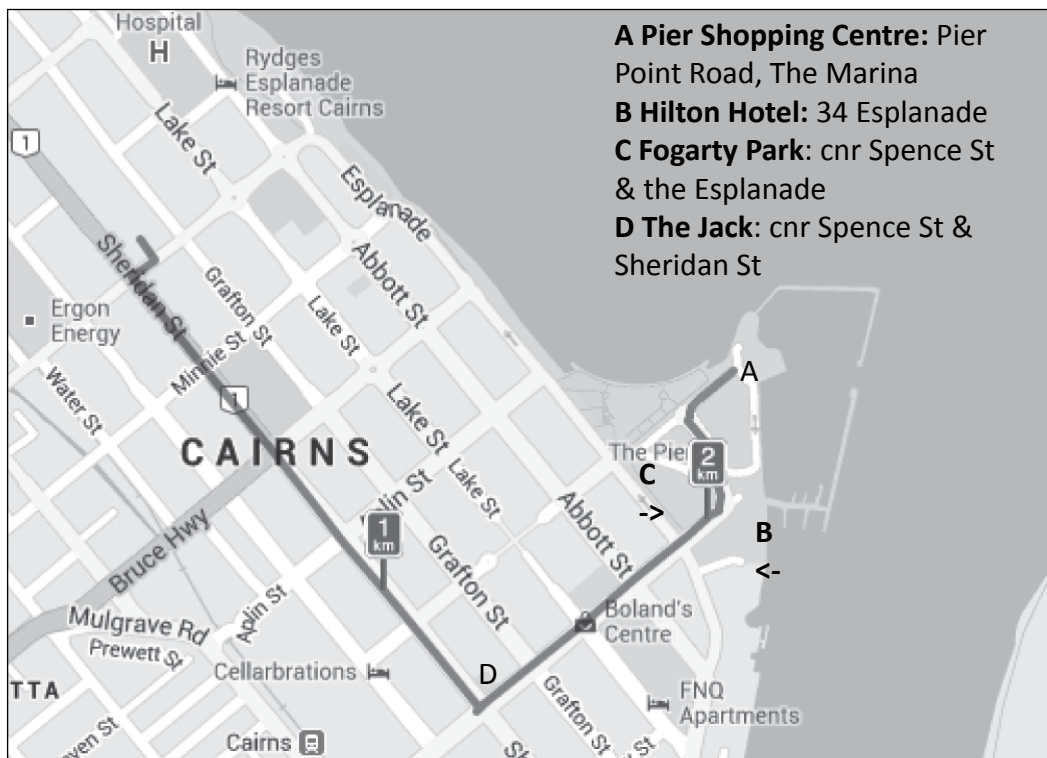 A Pier Shopping Centre: Pier
Point Road, The Marina
B Hilton Hotel: 34 Esplanade
C Fogarty Park: cnr Spence St
& the Esplanade
D The Jack: cnr Spence St &
Sheridan St
Hospital
H
Rydges
Esplanade
Resort Cairns
1
Lake St
Esplanade
Sheridan St
Abbott St
Grafton St
Lake St
Ergon
Energy
Minnie St
Water St
1
A
Lake St
CAIRNS
The Pier
2
km
C
->
Lake St
Abbott St
1
km
B
<-
Bruce Hwy
Grafton St
Aplin St
Boland's
Centre
Mulgrave Rd
Prewett St
Cellarbrations
D
TTA
FNQ
Apartments
Grafton St
Cairns
St